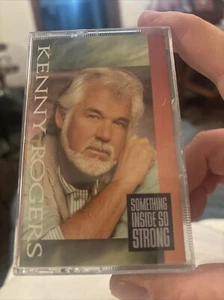 KENNY ROGERS
SOMETHING
INSIDE SO
STRONG